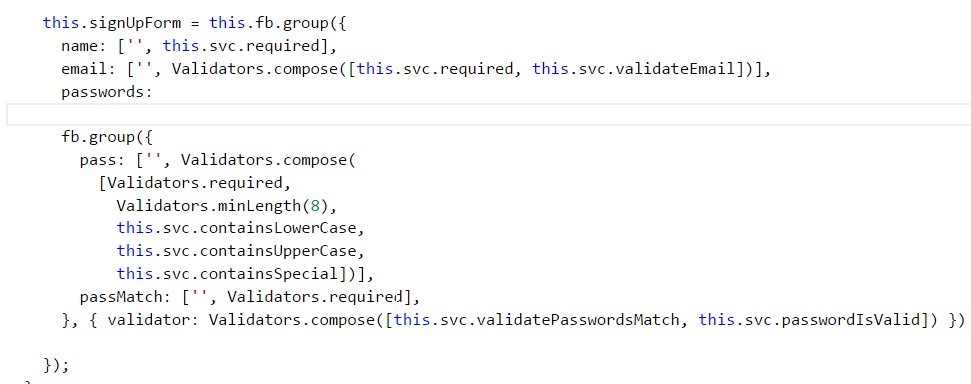 this.signUpForm = this.fb.group({
name: ['', this.svc.required],
email: ['', Validators.compose([this.svc.required, this.svc.validateEmail])],
passwords:
fb.group({
pass: ['', Validators.compose(
[Validators.required,
Validators.minLength(8),
this.svc.containsLowerCase,
this.svc.containsUpperCase,
this.svc.containsSpecial])],
passMatch: ['', Validators.required],
}, { validator: Validators.compose([this.svc.validatePasswordsMatch, this.svc.passwordIsValid]) })
});